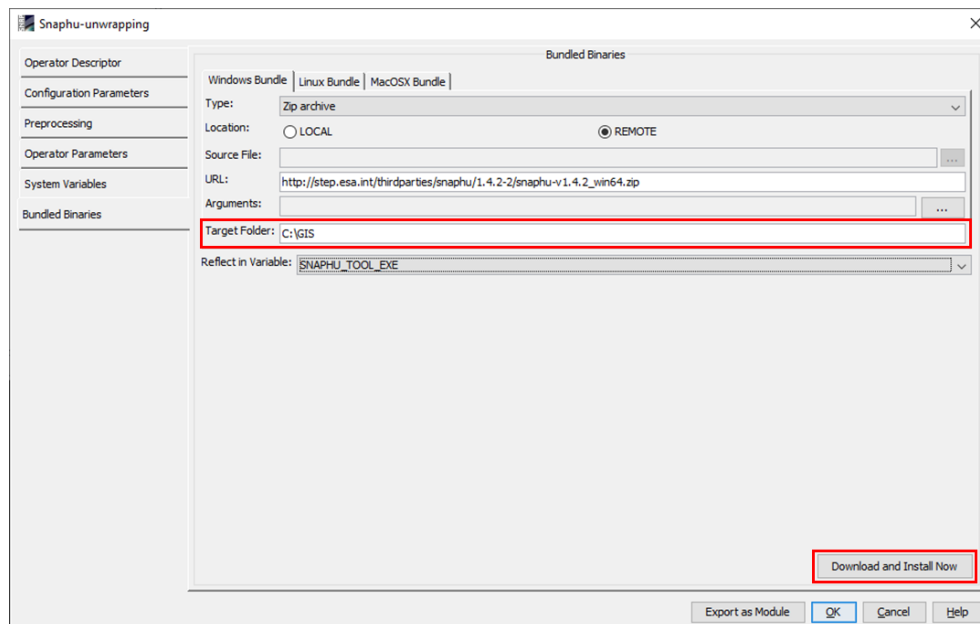 Snaphu-unwrapping
Operator Descriptor
Configuration Parameters
Preprocessing
Operator Parameters
System Variables
Bundled Binaries
Bundled Binaries
Windows Bundle Linux Bundle MacOSX Bundle
Type: Zip archive
Location: LOCAL REMOTE
Source File: ...
URL: http://step.esa.int/thirdparties/snaphu/1.4.2-2/snaphu-v1.4.2_win64.zip
Arguments: ...
Target Folder: C:\GIS
Reflect in Variable: SNAPHU_TOOL_EXE
Download and Install Now
Export as Module OK Cancel Help